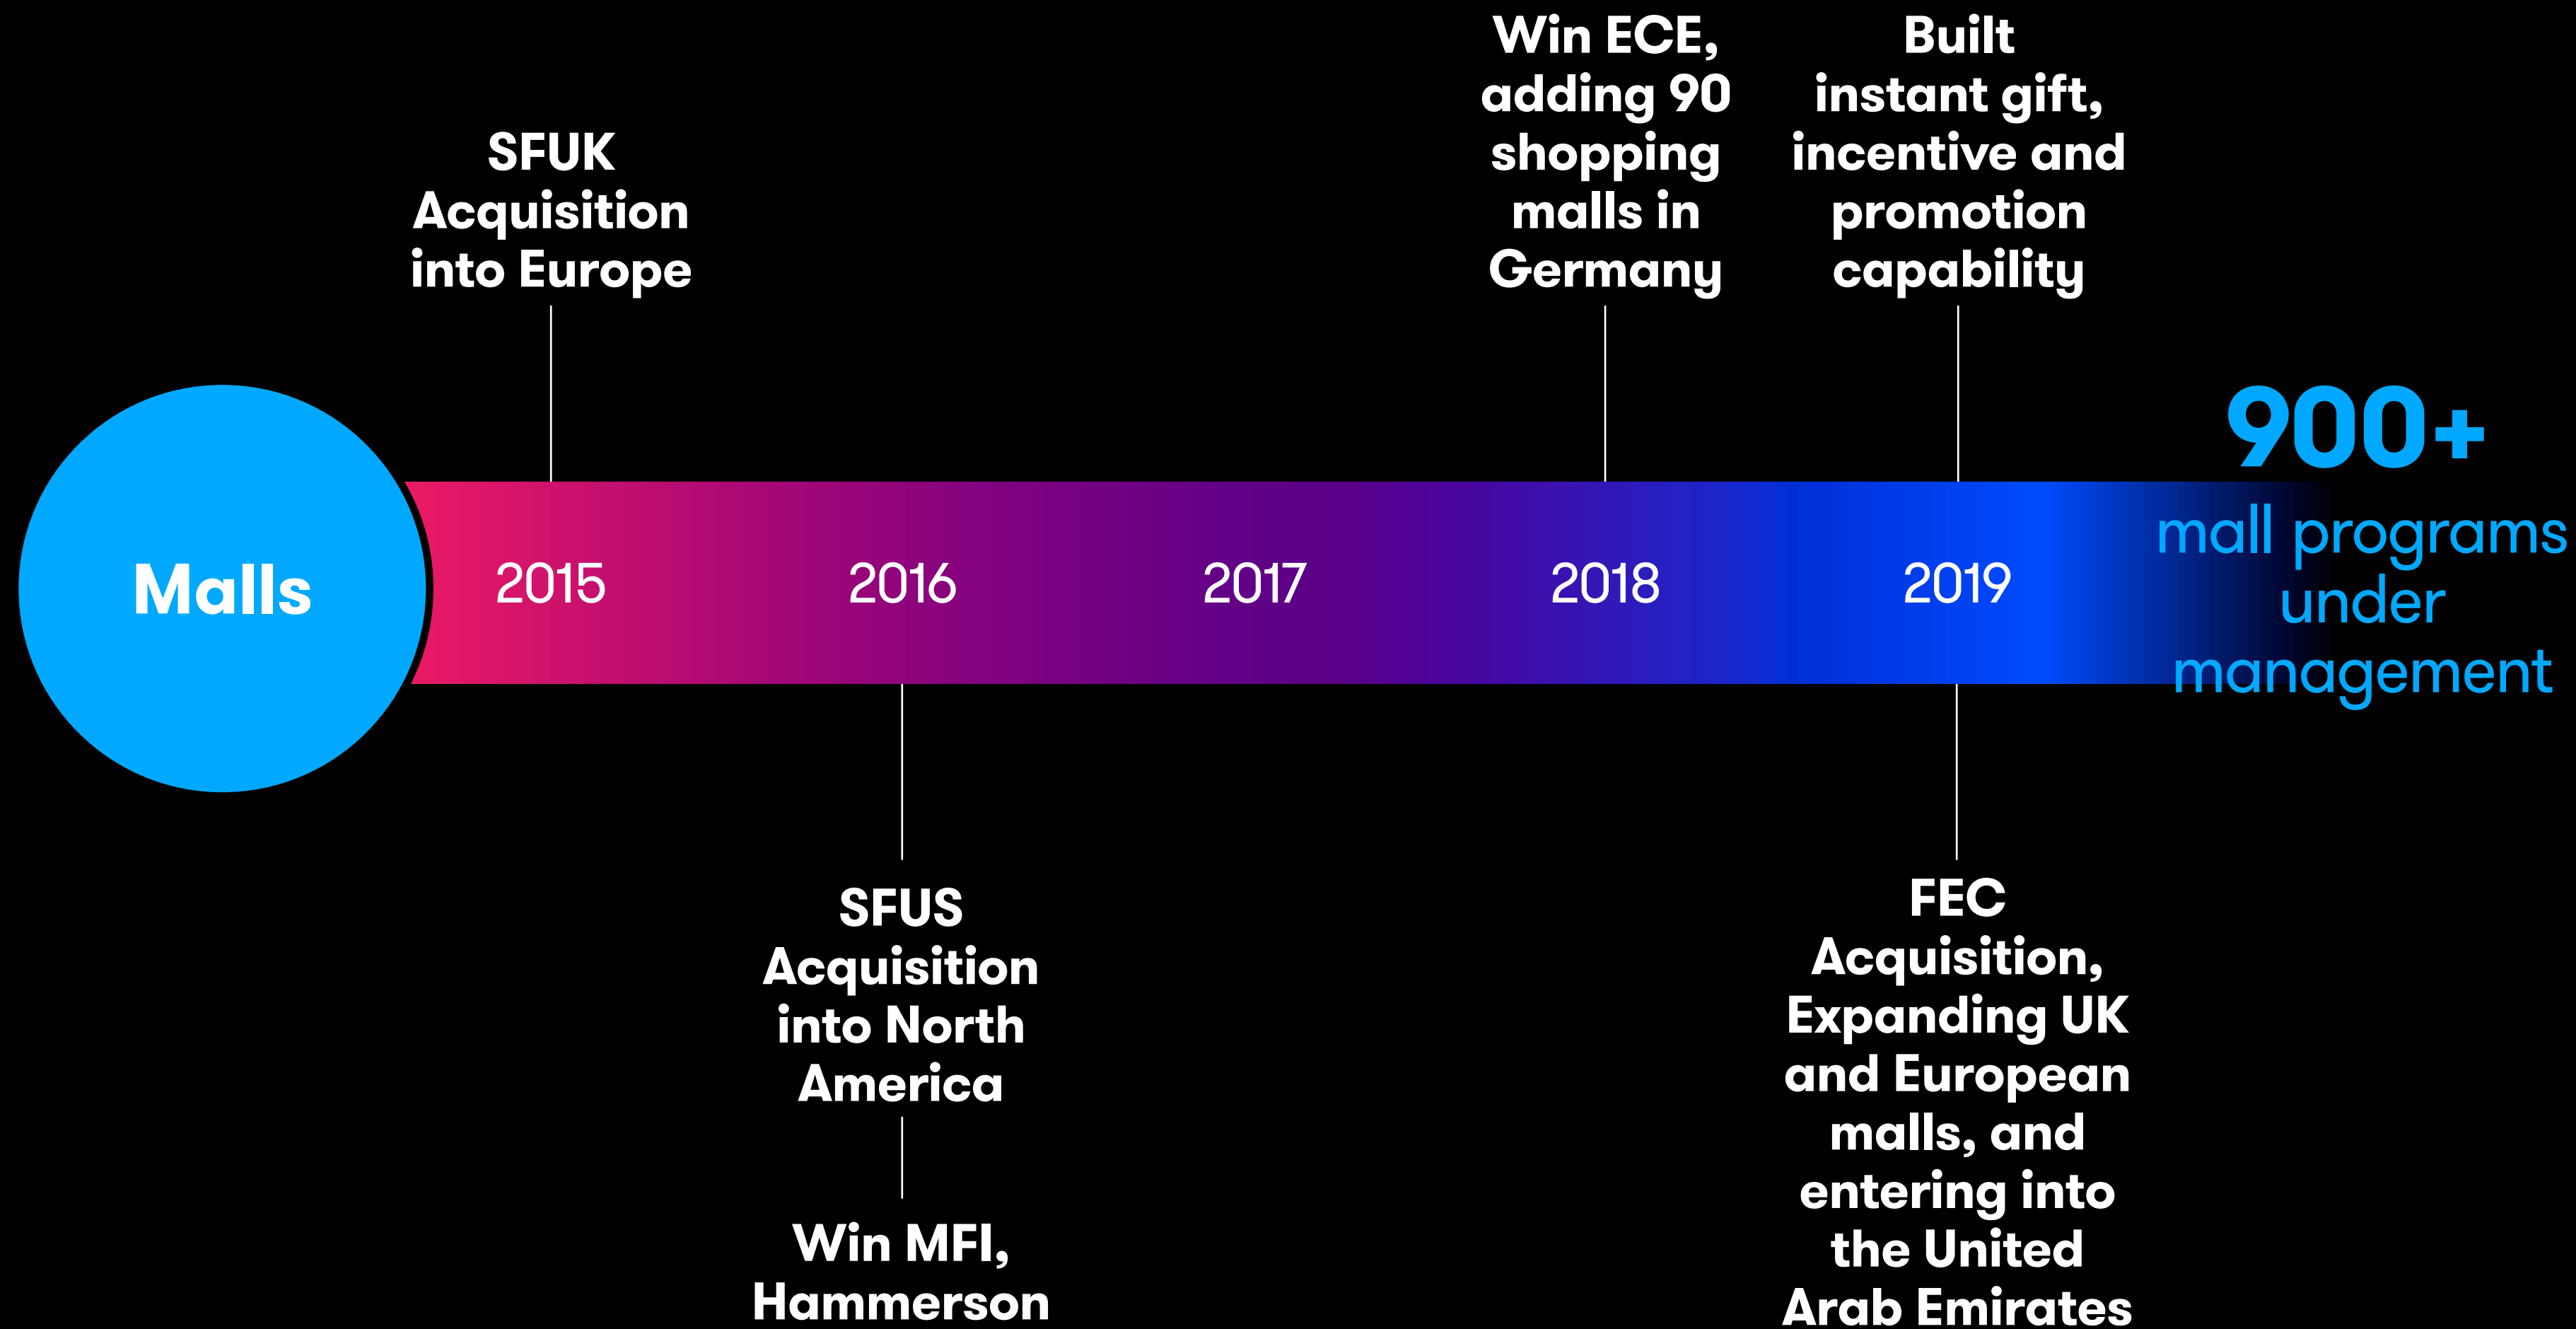 SFUK
Acquisition
into Europe
Win ECE,
adding 90
shopping
malls in
Germany
Built
instant gift,
incentive and
promotion
capability
Malls
2015
2016
2017
2018
2019
900+
mall programs
under
management
SFUS
Acquisition
into North
America
Win MFI,
Hammerson
FEC
Acquisition,
Expanding UK
and European
malls, and
entering into
the United
Arab Emirates